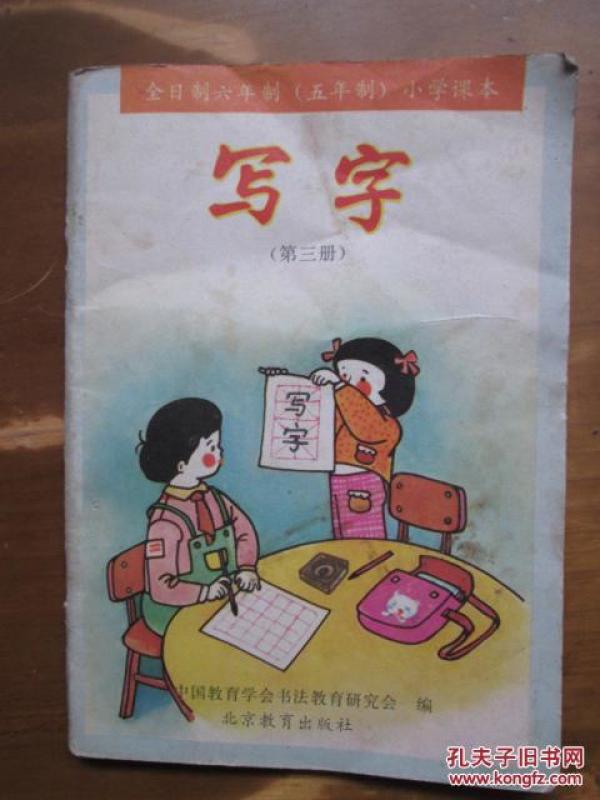 全日制六年制（五年制）小学课本
写字
（第三册）
写
字
中国教育学会书法教育研究会 编
北京教育出版社
孔夫子旧书网
www.kongfz.com